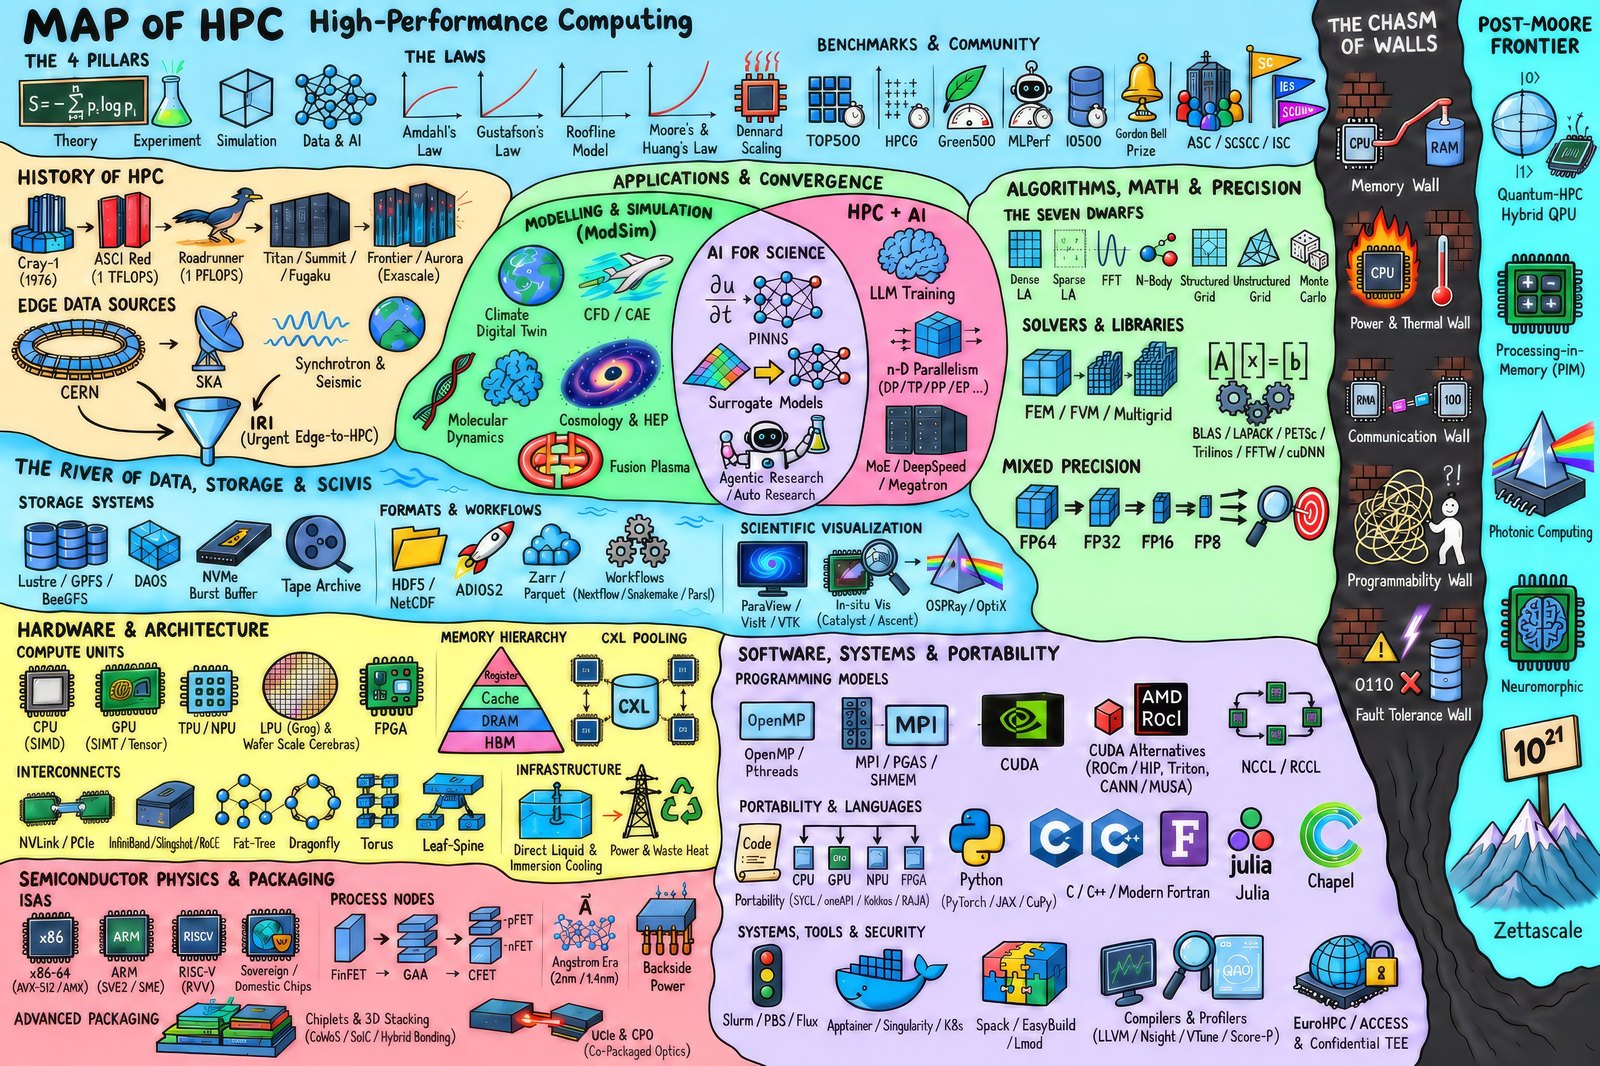 MAP OF HPC High-Performance Computing
THE 4 PILLARS
S = - n Σ pᵢ log pᵢ
Theory
Experiment
Simulation
Data & AI
THE LAWS
Amdahl's
Law
Gustafson's
Law
Roofline
Model
Moore's &
Huang's Law
Dennard
Scaling
BENCHMARKS & COMMUNITY
TOP500
HPCG
Green500
MLPerf
IO500
Gordon Bell
Prize
SC
IES
ASC / SCSCC / ISC
HISTORY OF HPC
Cray-1
(1976)
ASCI Red
(1 TFLOPS)
Roadrunner
(1 PFLOPS)
Titan / Summit /
/ Fugaku
Frontier / Aurora
(Exascale)
EDGE DATA SOURCES
CERN
SKA
Synchrotron &
Seismic
IRI
(Urgent Edge-to-HPC)
APPLICATIONS & CONVERGENCE
MODELLING & SIMULATION
(ModSim)
Climate
Digital Twin
CFD / CAE
Molecular
Dynamics
Cosmology & HEP
Fusion Plasma
AI FOR SCIENCE
∂u
∂t
PINNS
Surrogate Models
Agentic Research
/ Auto Research
HPC + AI
LLM Training
n-D Parallelism
(DP / TP / PP / EP ...)
MoE / DeepSpeed
/ Megatron
ALGORITHMS, MATH & PRECISION
THE SEVEN DWARFS
Dense
LA
Sparse
LA
FFT
N-Body
Structured
Grid
Unstructured
Grid
Monte
Carlo
SOLVERS & LIBRARIES
FEM / FVM / Multigrid
[A] [x] = [b]
BLAS / LAPACK / PETSc /
Trilinos / FFTW / cuDNN
MIXED PRECISION
FP64
FP32
FP16
FP8
THE RIVER OF DATA, STORAGE & SCIVIS
STORAGE SYSTEMS
Lustre / GPFS /
BeeGFS
DAOS
NVMe
Burst Buffer
Tape Archive
FORMATS & WORKFLOWS
HDF5 /
NetCDF
ADIOS2
Zarr /
Parquet
Workflows
(Nextflow / Snakemake / Parsl)
SCIENTIFIC VISUALIZATION
ParaView /
VisIt / VTK
In-situ Vis
(Catalyst / Ascent)
OSPRay / OptiX
HARDWARE & ARCHITECTURE
COMPUTE UNITS
CPU
(SIMD)
GPU
(SIMT / Tensor)
TPU / NPU
LPU (Grog) &
Wafer Scale Cerebras)
FPGA
MEMORY HIERARCHY
Register
Cache
DRAM
HBM
CXL POOLING
CXL
INTERCONNECTS
NVLink / PCIe
InfiniBand/Slingshot/RoCE
Fat-Tree
Dragonfly
Torus
Leaf-Spine
INFRASTRUCTURE
Direct Liquid &
Immersion Cooling
Power & Waste Heat
SEMICONDUCTOR PHYSICS & PACKAGING
ISAS
x86
x86-64
(AVX-512 / AMX)
ARM
ARM
(SVE2 / SME)
RISCV
RISC-V
(RVV)
Sovereign /
Domestic Chips
PROCESS NODES
FinFET
GAA
pFET
nFET
CFET
Angstrom Era
(2nm / 1.4nm)
Backside
Power
ADVANCED PACKAGING
Chiplets & 3D Stacking
(CoWoS / SoIC / Hybrid Bonding)
UCIe & CPO
(Co-Packaged Optics)
SOFTWARE, SYSTEMS & PORTABILITY
PROGRAMMING MODELS
OpenMP
OpenMP /
Pthreads
MPI
MPI / PGAS /
SHMEM
CUDA
AMD
ROCl
CUDA Alternatives
(ROCm / HIP, Triton,
CANN / MUSA)
NCCL / RCCL
PORTABILITY & LANGUAGES
Code
CPU
GPU
NPU
FPGA
Portability (SYCL / oneAPI / Kokkos / RAJA)
Python
(PyTorch / JAX / CuPy)
C
C++
F
C / C++ / Modern Fortran
julia
Julia
Chapel
SYSTEMS, TOOLS & SECURITY
Slurm / PBS / Flux
Apptainer / Singularity / K8s
Spack / EasyBuild
/ Lmod
QAO
Compilers & Profilers
(LLVM / Nsight / VTune / Score-P)
EuroHPC / ACCESS
& Confidential TEE
THE CHASM
OF WALLS
CPU
RAM
Memory Wall
CPU
Power & Thermal Wall
RMA
100
Communication Wall
?!
Programmability Wall
0110
Fault Tolerance Wall
POST-MOORE
FRONTIER
|0⟩
|1⟩
Quantum-HPC
Hybrid QPU
Processing-in-
Memory (PIM)
Photonic Computing
Neuromorphic
10²¹
Zettascale